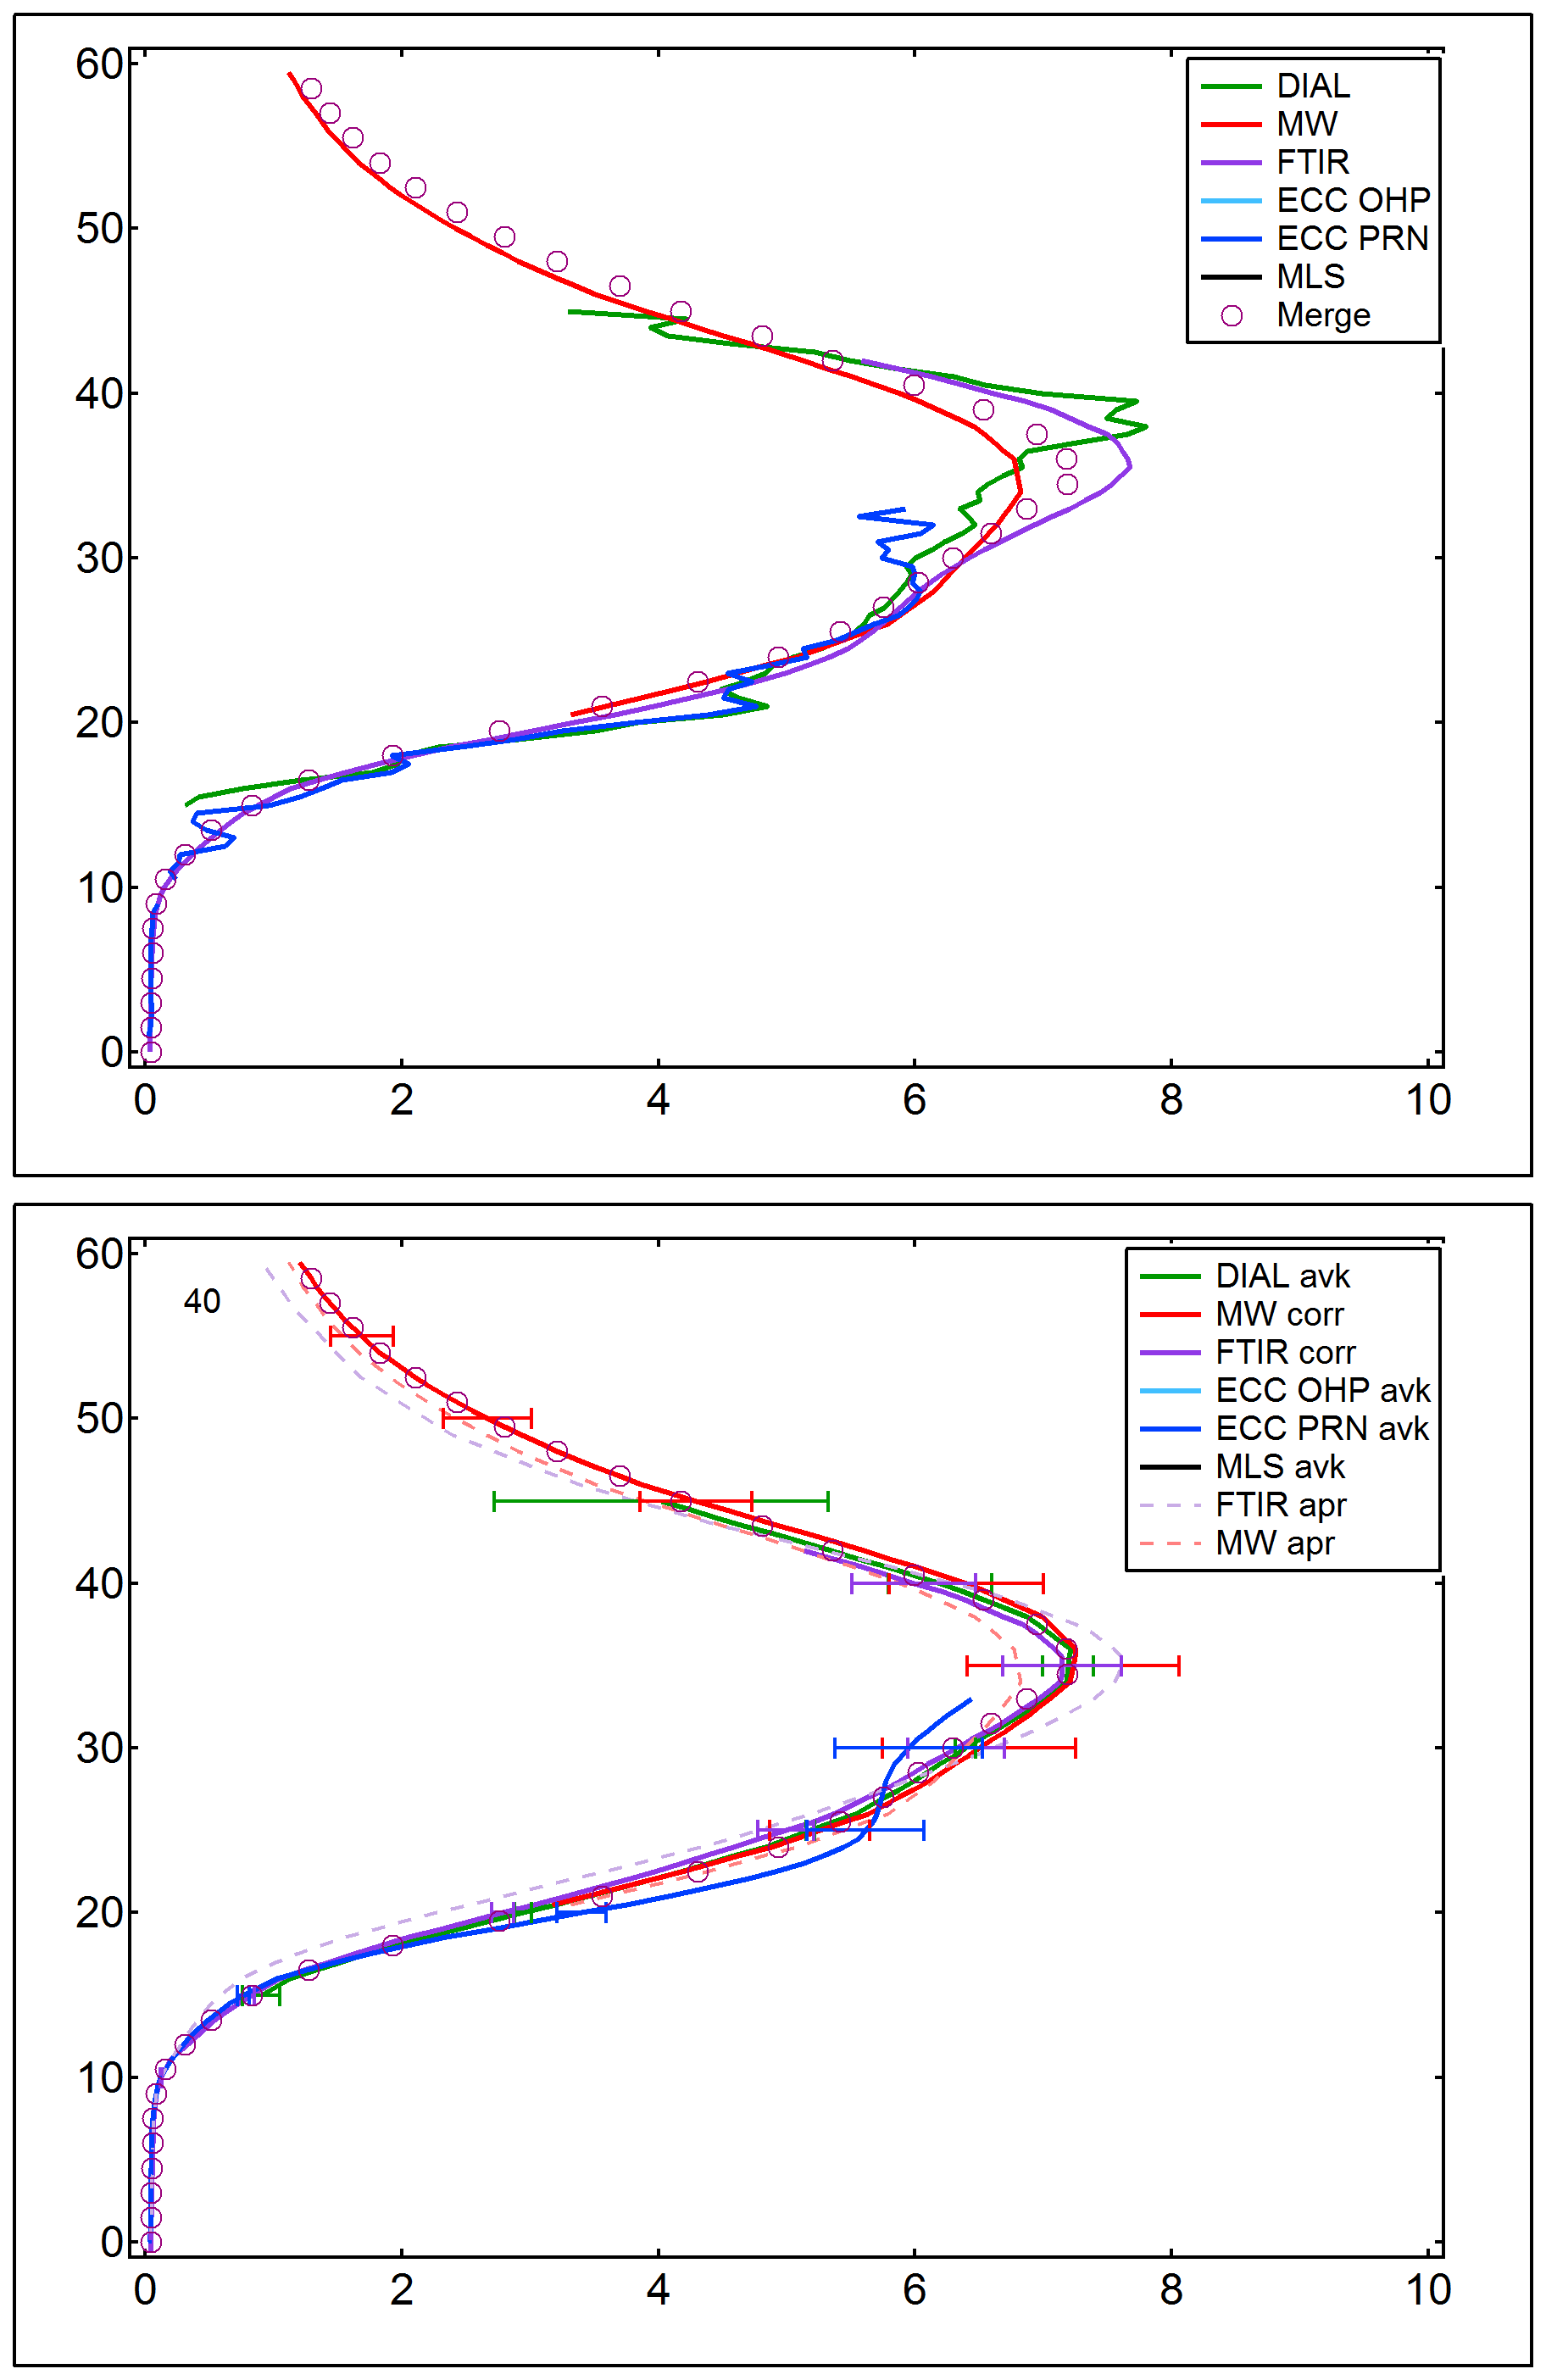 60
50
40
30
20
10
0
0 2 4 6 8 10
DIAL
MW
FTIR
ECC OHP
ECC PRN
MLS
Merge
60
50
40
30
20
10
0
0 2 4 6 8 10
40
DIAL avk
MW corr
FTIR corr
ECC OHP avk
ECC PRN avk
MLS avk
FTIR apr
MW apr